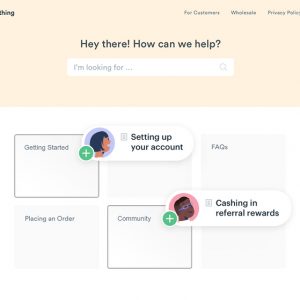 thing
For Customers
Wholesale
Privacy Policy
Hey there! How can we help?
I'm looking for ...
Getting Started
Setting up
your account
FAQs
Placing an Order
Community
Cashing in
referral rewards